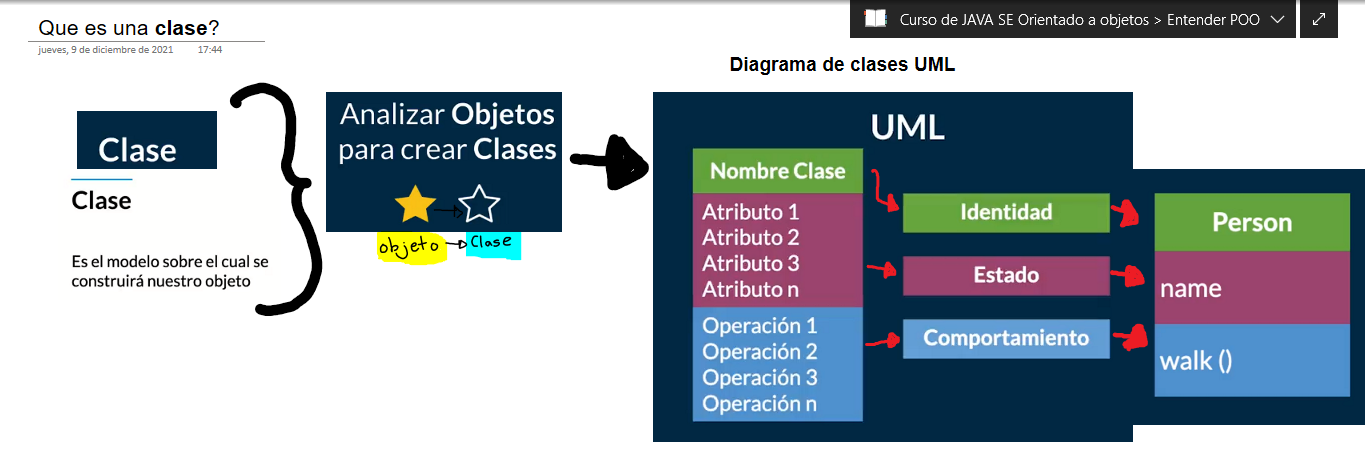 Que es una clase?
jueves, 9 de diciembre de 2021 17:44
Curso de JAVA SE Orientado a objetos > Entender POO
Clase
Clase
Es el modelo sobre el cual se
construirá nuestro objeto
Analizar Objetos
para crear Clases
objeto
Clase
Diagrama de clases UML
UML
Nombre Clase
Atributo 1
Atributo 2
Atributo 3
Atributo n
Operación 1
Operación 2
Operación 3
Operación n
Identidad
Estado
Comportamiento
Person
name
walk ()